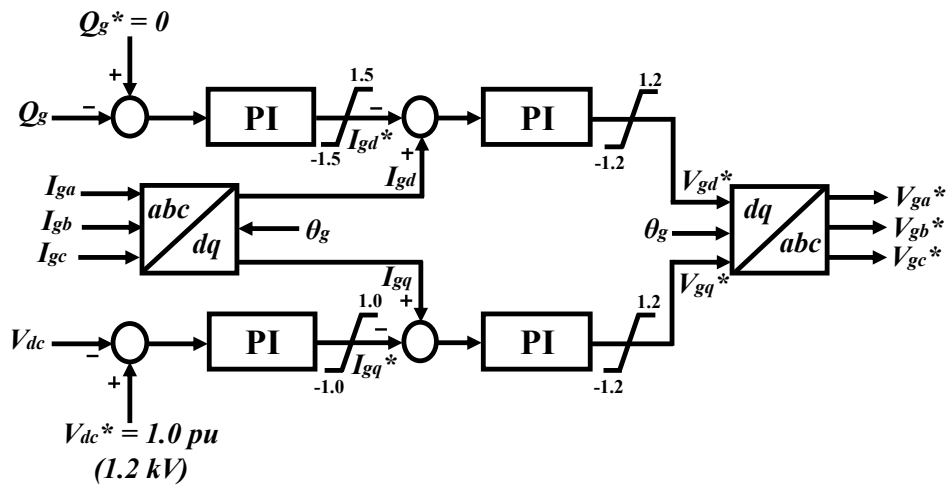 Qg* = 0
+
Qg
−
PI
1.5
-1.5
−
Igd*
+
Igd
PI
1.2
-1.2
Vgd*
Iga
Igb
Igc
abc
dq
θg
θg
dq
abc
Vga*
Vgb*
Vgc*
Igq
+
Vgq*
Vdc
−
+
PI
1.0
-1.0
−
Igq*
PI
1.2
-1.2
Vdc* = 1.0 pu
(1.2 kV)